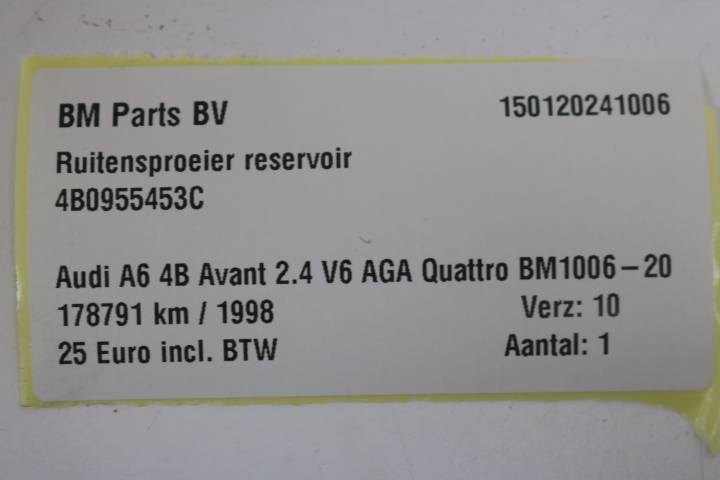 BM Parts BV 150120241006
Ruitensproeier reservoir
4B0955453C
Audi A6 4B Avant 2.4 V6 AGA Quattro BM1006-20
178791 km / 1998 Verz: 10
25 Euro incl. BTW Aantal: 1